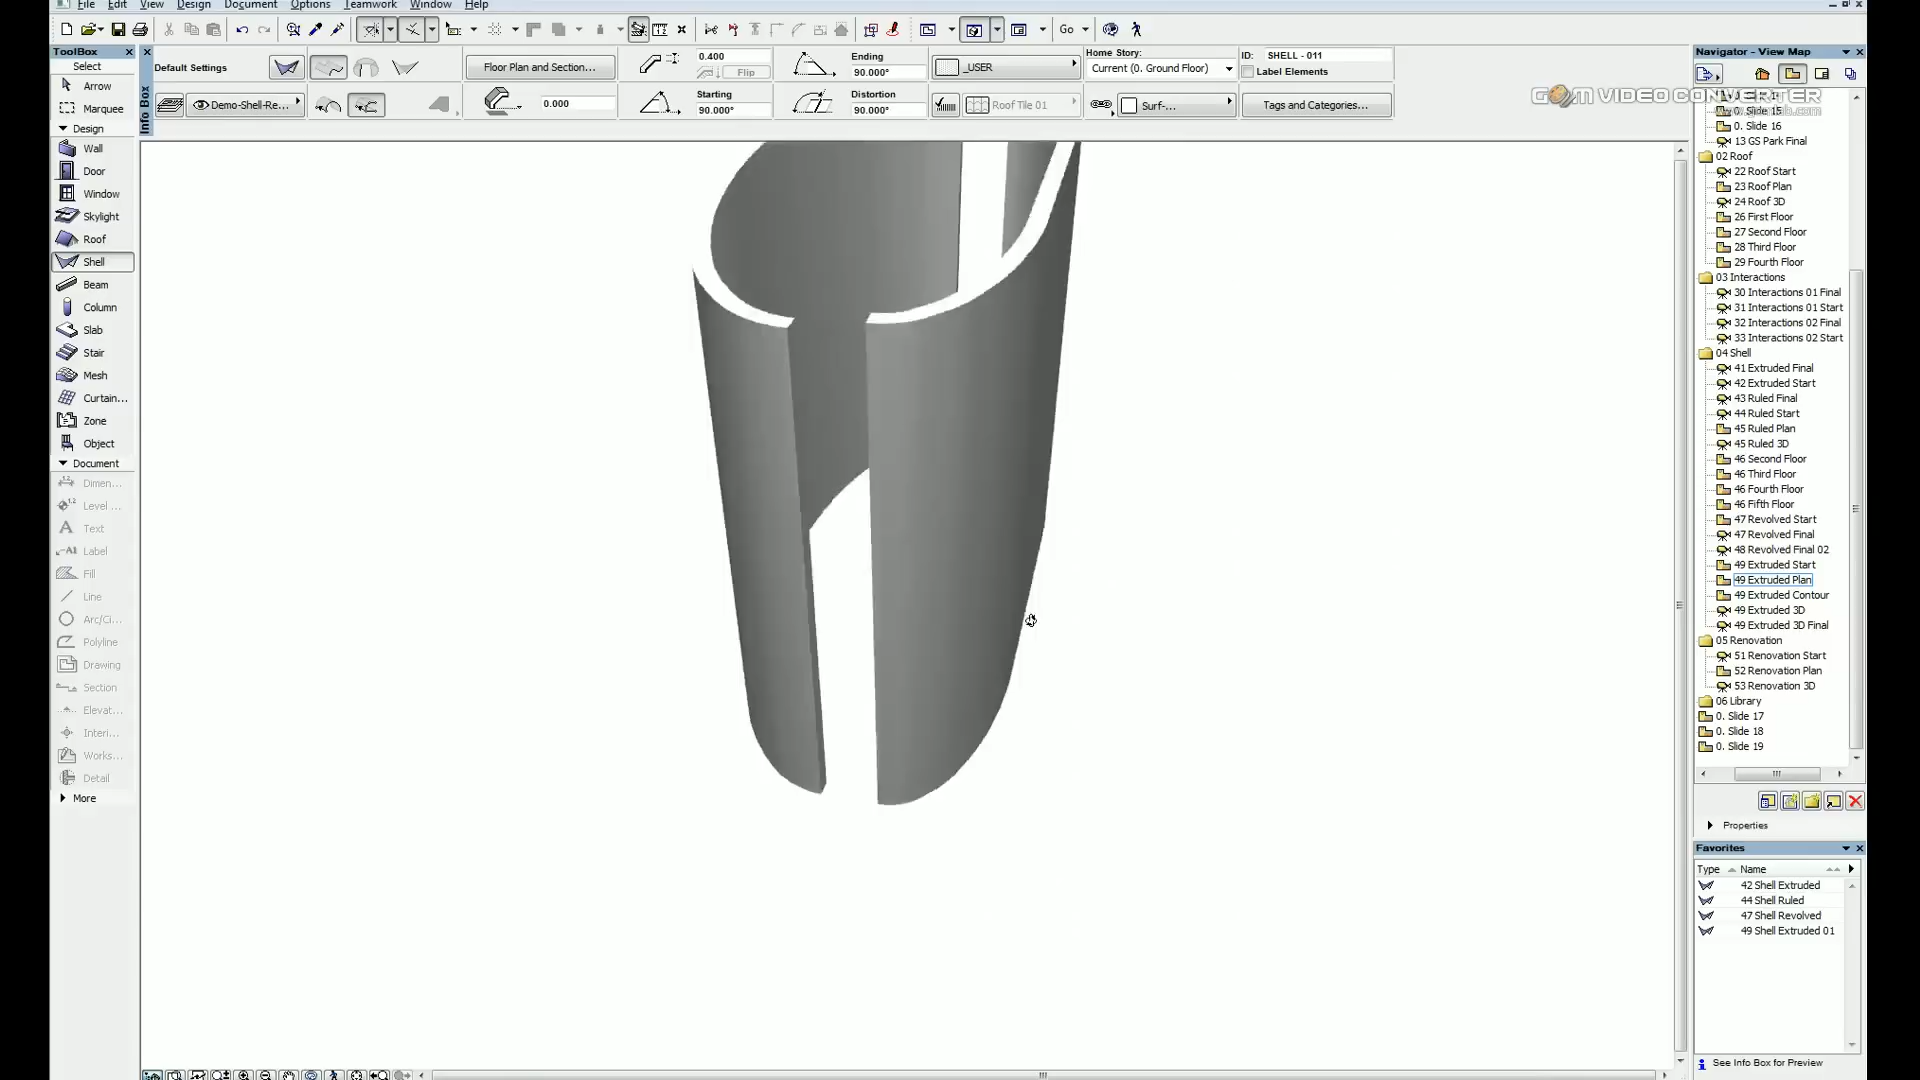 File Edit View Design Document Options Teamwork Window Help
Go
ToolBox
Select
Arrow
Marquee
Design
Wall
Door
Window
Skylight
Roof
Shell
Beam
Column
Slab
Stair
Mesh
Curtain...
Zone
Object
Document
Dimen...
Level ...
Text
Label
Fill
Line
Arc/Ci...
Polyline
Drawing
Section
Elevat...
Interi...
Works...
Detail
More
Info Box
Default Settings
Demo-Shell-Re...
Floor Plan and Section...
0.000
0.400
Flip
Starting
90.000°
Ending
90.000°
Distortion
90.000°
_USER
Roof Tile 01
Home Story:
Current (0. Ground Floor)
Surf-...
ID: SHELL - 011
Label Elements
Tags and Categories...
GOM VIDEO CONVERTER
Navigator - View Map
0. Slide 15
0. Slide 16
13 GS Park Final
02 Roof
22 Roof Start
23 Roof Plan
24 Roof 3D
26 First Floor
27 Second Floor
28 Third Floor
29 Fourth Floor
03 Interactions
30 Interactions 01 Final
31 Interactions 01 Start
32 Interactions 02 Final
33 Interactions 02 Start
04 Shell
41 Extruded Final
42 Extruded Start
43 Ruled Final
44 Ruled Start
45 Ruled Plan
45 Ruled 3D
46 Second Floor
46 Third Floor
46 Fourth Floor
46 Fifth Floor
47 Revolved Start
47 Revolved Final
48 Revolved Final 02
49 Extruded Start
49 Extruded Plan
49 Extruded Contour
49 Extruded 3D
49 Extruded 3D Final
05 Renovation
51 Renovation Start
52 Renovation Plan
53 Renovation 3D
06 Library
0. Slide 17
0. Slide 18
0. Slide 19
Properties
Favorites
Type Name
42 Shell Extruded
44 Shell Ruled
47 Shell Revolved
49 Shell Extruded 01
See Info Box for Preview